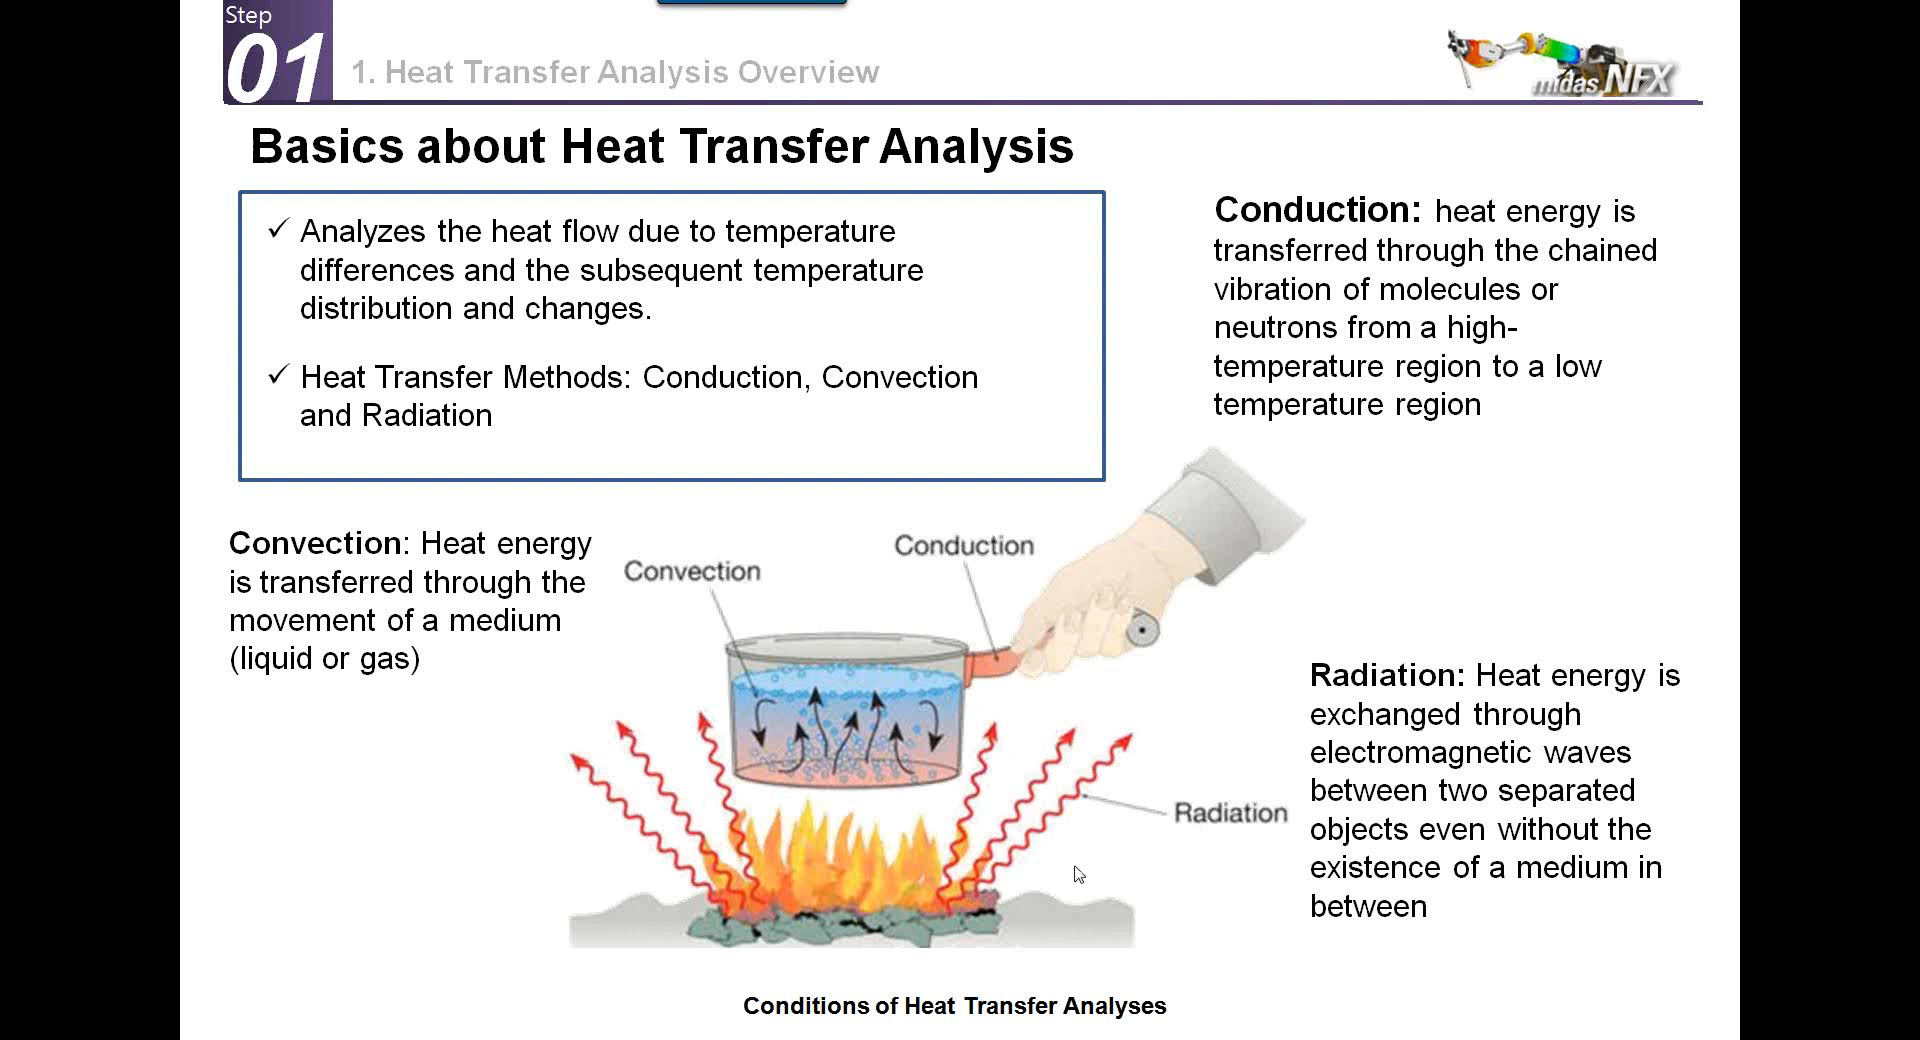 Step
01
1. Heat Transfer Analysis Overview
midas NFX
Basics about Heat Transfer Analysis
✓ Analyzes the heat flow due to temperature
differences and the subsequent temperature
distribution and changes.
✓ Heat Transfer Methods: Conduction, Convection
and Radiation
Conduction: heat energy is
transferred through the chained
vibration of molecules or
neutrons from a high-
temperature region to a low
temperature region
Convection: Heat energy
is transferred through the
movement of a medium
(liquid or gas)
Convection
Conduction
Radiation
Radiation: Heat energy is
exchanged through
electromagnetic waves
between two separated
objects even without the
existence of a medium in
between
Conditions of Heat Transfer Analyses